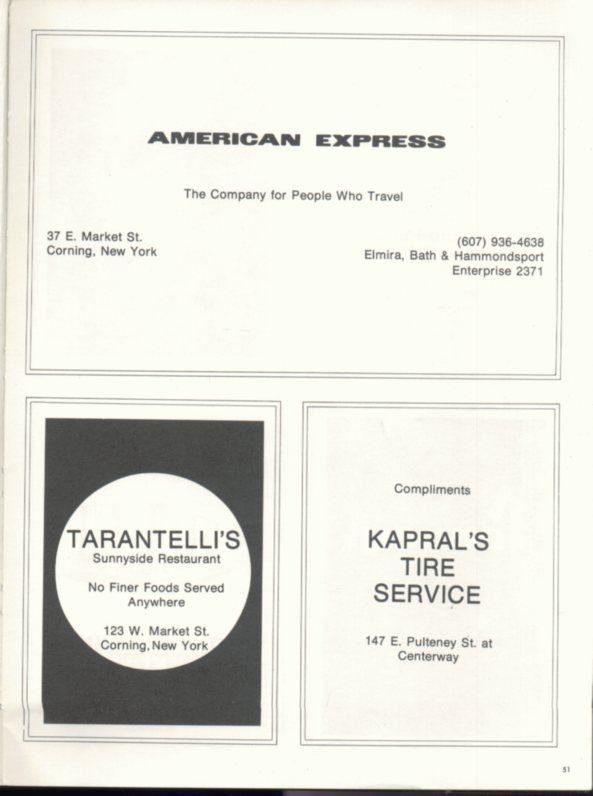 AMERICAN EXPRESS
The Company for People Who Travel
37 E. Market St.
Corning, New York
(607) 936-4638
Elmira, Bath & Hammondsport
Enterprise 2371
TARANTELLI'S
Sunnyside Restaurant
No Finer Foods Served
Anywhere
123 W. Market St.
Corning, New York
Compliments
KAPRAL'S
TIRE
SERVICE
147 E. Pulteney St. at
Centerway
51